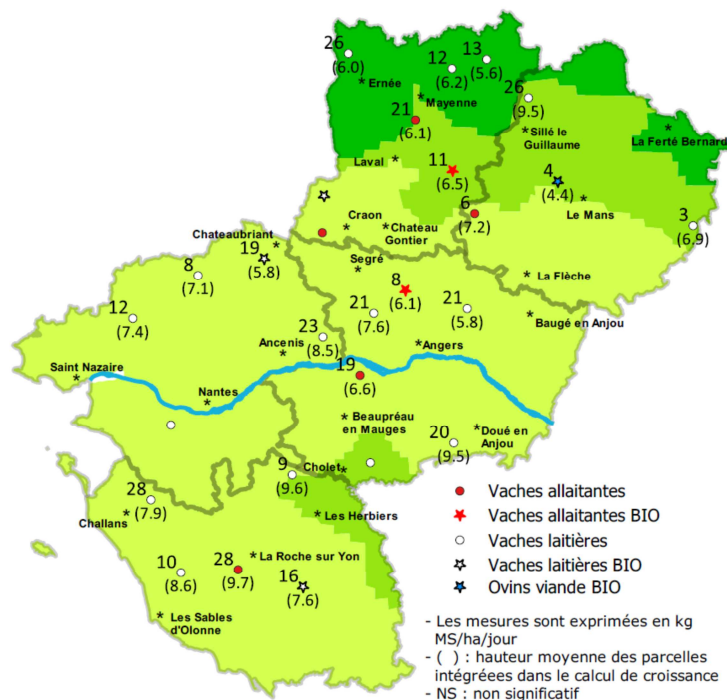 26
(6.0)
12
(6.2)
13
(5.6)
Ernée
Mayenne
26
(9.5)
21
(6.1)
Sillé le
Guillaume
La Ferté Bernard
Laval
11
(6.5)
4
(4.4)
Le Mans
6
(7.2)
3
(6.9)
Craon
Chateau
Gontier
Chateaubriant
19
(5.8)
Segré
La Flèche
8
(7.1)
8
(6.1)
12
(7.4)
21
(7.6)
21
(5.8)
Baugé en Anjou
23
(8.5)
Ancenis
Angers
Saint Nazaire
19
(6.6)
Nantes
Beaupréau
en Mauges
Doué en
Anjou
20
(9.5)
Cholet
9
(9.6)
28
(7.9)
Challans
Les Herbiers
10
(8.6)
28
(9.7)
La Roche sur Yon
16
(7.6)
Les Sables
d'Olonne
Vaches allaitantes
Vaches allaitantes BIO
Vaches laitières
Vaches laitières BIO
Ovins viande BIO
- Les mesures sont exprimées en kg
MS/ha/jour
- ( ) : hauteur moyenne des parcelles
intégréees dans le calcul de croissance
- NS : non significatif